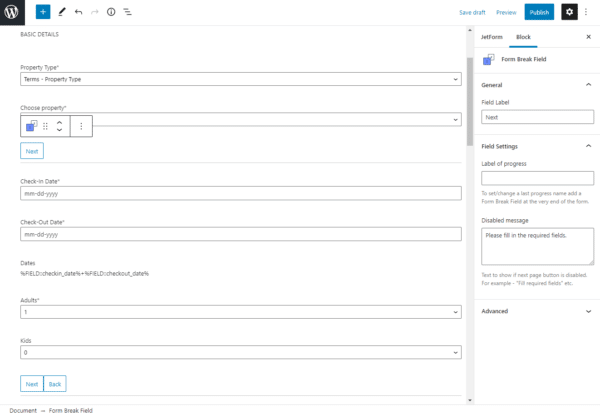 Save draft
Preview
Publish
BASIC DETAILS
Property Type*
Terms - Property Type
Choose property*
Next
Check-In Date*
mm-dd-yyyy
Check-Out Date*
mm-dd-yyyy
Dates
%FIELD::checkin_date%+%FIELD::checkout_date%
Adults*
1
Kids
0
Next
Back
JetForm
Block
Form Break Field
General
Field Label
Next
Field Settings
Label of progress
To set/change a last progress name add a
Form Break Field at the very end of the form.
Disabled message
Please fill in the required fields.
Text to show if next page button is disabled.
For example - "Fill required fields" etc.
Advanced
Document → Form Break Field